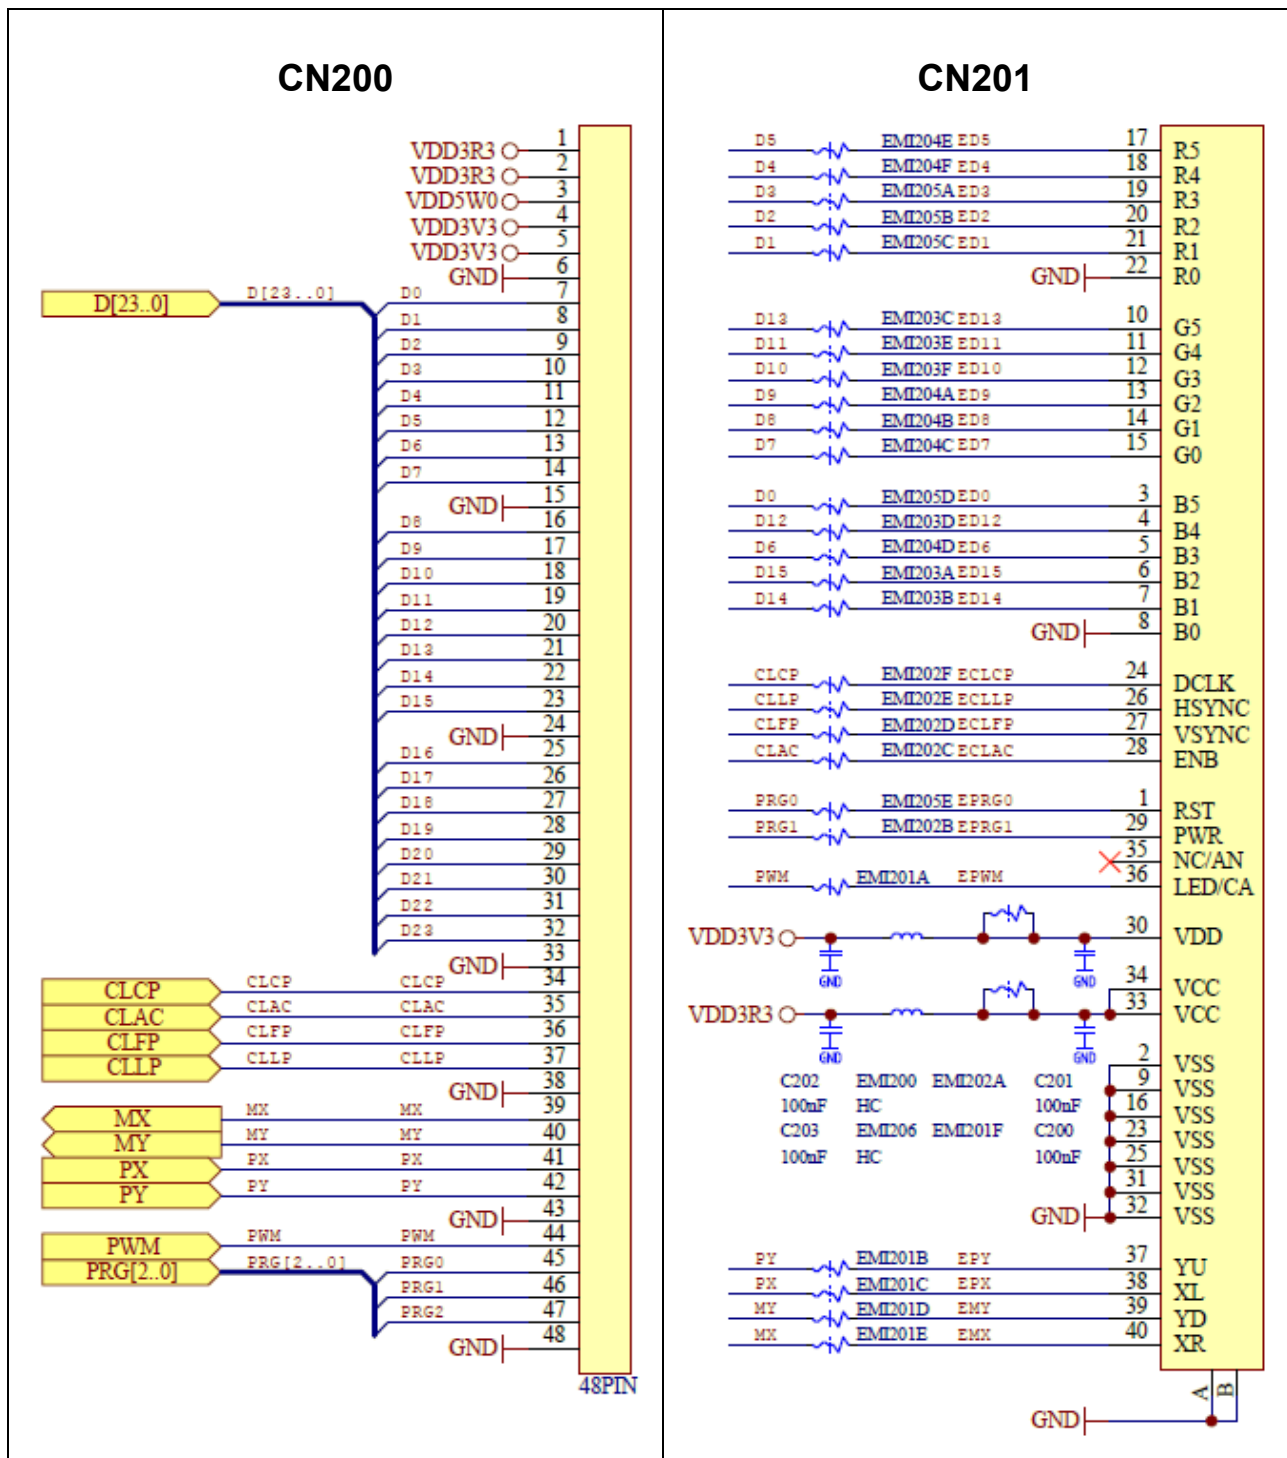 CN200
1
VDD3R3
2
VDD3R3
3
VDD5W0
4
VDD3V3
5
VDD3V3
6
GND
D[23..0] D[23..0] D0 7
D1 8
D2 9
D3 10
D4 11
D5 12
D6 13
D7 14
15
GND
D8 16
D9 17
D10 18
D11 19
D12 20
D13 21
D14 22
D15 23
24
GND
D16 25
D17 26
D18 27
D19 28
D20 29
D21 30
D22 31
D23 32
33
GND
CLCP CLCP CLCP 34
CLAC CLAC CLAC 35
CLFP CLFP CLFP 36
CLLP CLLP CLLP 37
38
GND
MX MX MX 39
MY MY MY 40
PX PX PX 41
PY PY PY 42
43
GND
PWM PWM PWM 44
PRG[2..0] PRG[2..0] PRG0 45
PRG1 46
PRG2 47
48
GND
48PIN
CN201
D5 EMI204E ED5 17 R5
D4 EMI204F ED4 18 R4
D3 EMI205A ED3 19 R3
D2 EMI205B ED2 20 R2
D1 EMI205C ED1 21 R1
GND 22 R0
D13 EMI203C ED13 10 G5
D11 EMI203E ED11 11 G4
D10 EMI203F ED10 12 G3
D9 EMI204A ED9 13 G2
D8 EMI204B ED8 14 G1
D7 EMI204C ED7 15 G0
D0 EMI205D ED0 3 B5
D12 EMI203D ED12 4 B4
D6 EMI204D ED6 5 B3
D15 EMI203A ED15 6 B2
D14 EMI203B ED14 7 B1
GND 8 B0
CLCP EMI202F ECLCP 24 DCLK
CLLP EMI202E ECLLP 26 HSYNC
CLFP EMI202D ECLFP 27 VSYNC
CLAC EMI202C ECLAC 28 ENB
PRG0 EMI205E EPRG0 1 RST
PRG1 EMI202B EPRG1 29 PWR
35 NC/AN
PWM EMI201A EPWM 36 LED/CA
VDD3V3 30 VDD
GND GND
34 VCC
VDD3R3 33 VCC
GND GND
2 VSS
C202 EMI200 EMI202A C201 9 VSS
100nF HC 100nF 16 VSS
C203 EMI206 EMI201F C200 23 VSS
100nF HC 100nF 25 VSS
31 VSS
GND 32 VSS
PY EMI201B EPY 37 YU
PX EMI201C EPX 38 XL
MY EMI201D EMY 39 YD
MX EMI201E EMX 40 XR
A B
GND